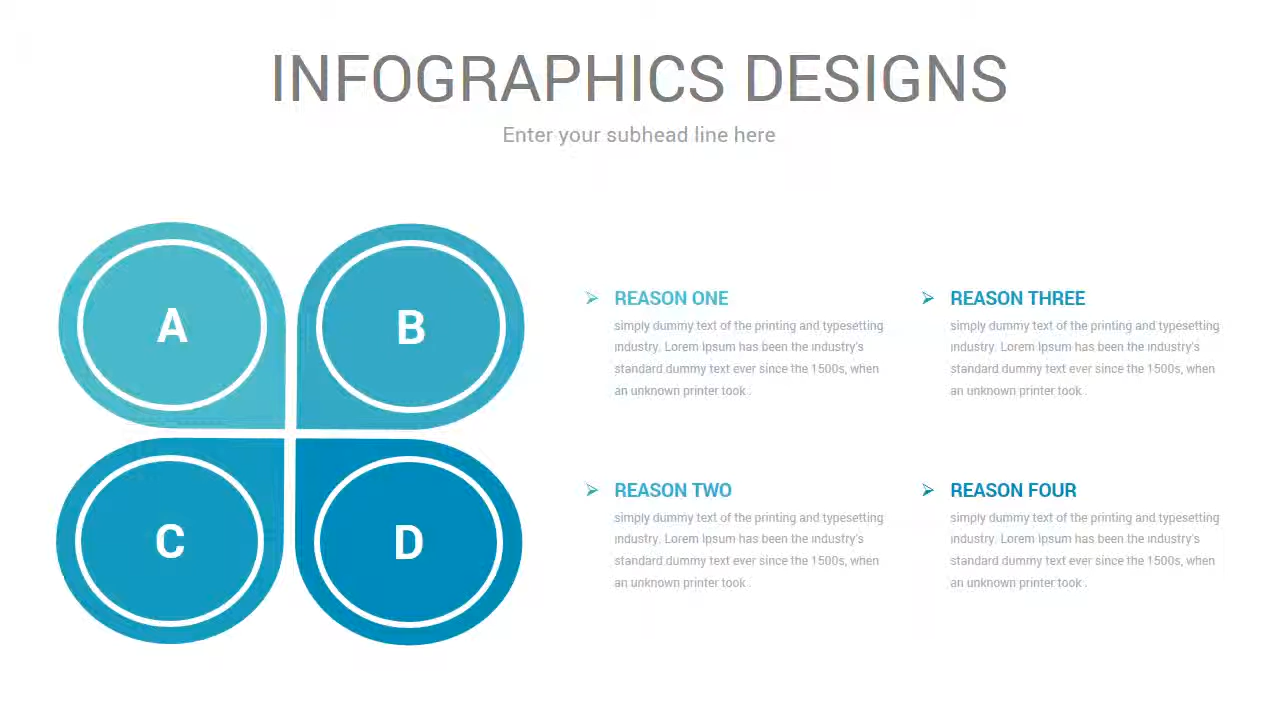 INFOGRAPHICS DESIGNS
Enter your subhead line here
A
B
C
D
REASON ONE
simply dummy text of the printing and typesetting
industry. Lorem Ipsum has been the industry's
standard dummy text ever since the 1500s, when
an unknown printer took .
REASON TWO
simply dummy text of the printing and typesetting
industry. Lorem Ipsum has been the industry's
standard dummy text ever since the 1500s, when
an unknown printer took .
REASON THREE
simply dummy text of the printing and typesetting
industry. Lorem Ipsum has been the industry's
standard dummy text ever since the 1500s, when
an unknown printer took .
REASON FOUR
simply dummy text of the printing and typesetting
industry. Lorem Ipsum has been the industry's
standard dummy text ever since the 1500s, when
an unknown printer took .